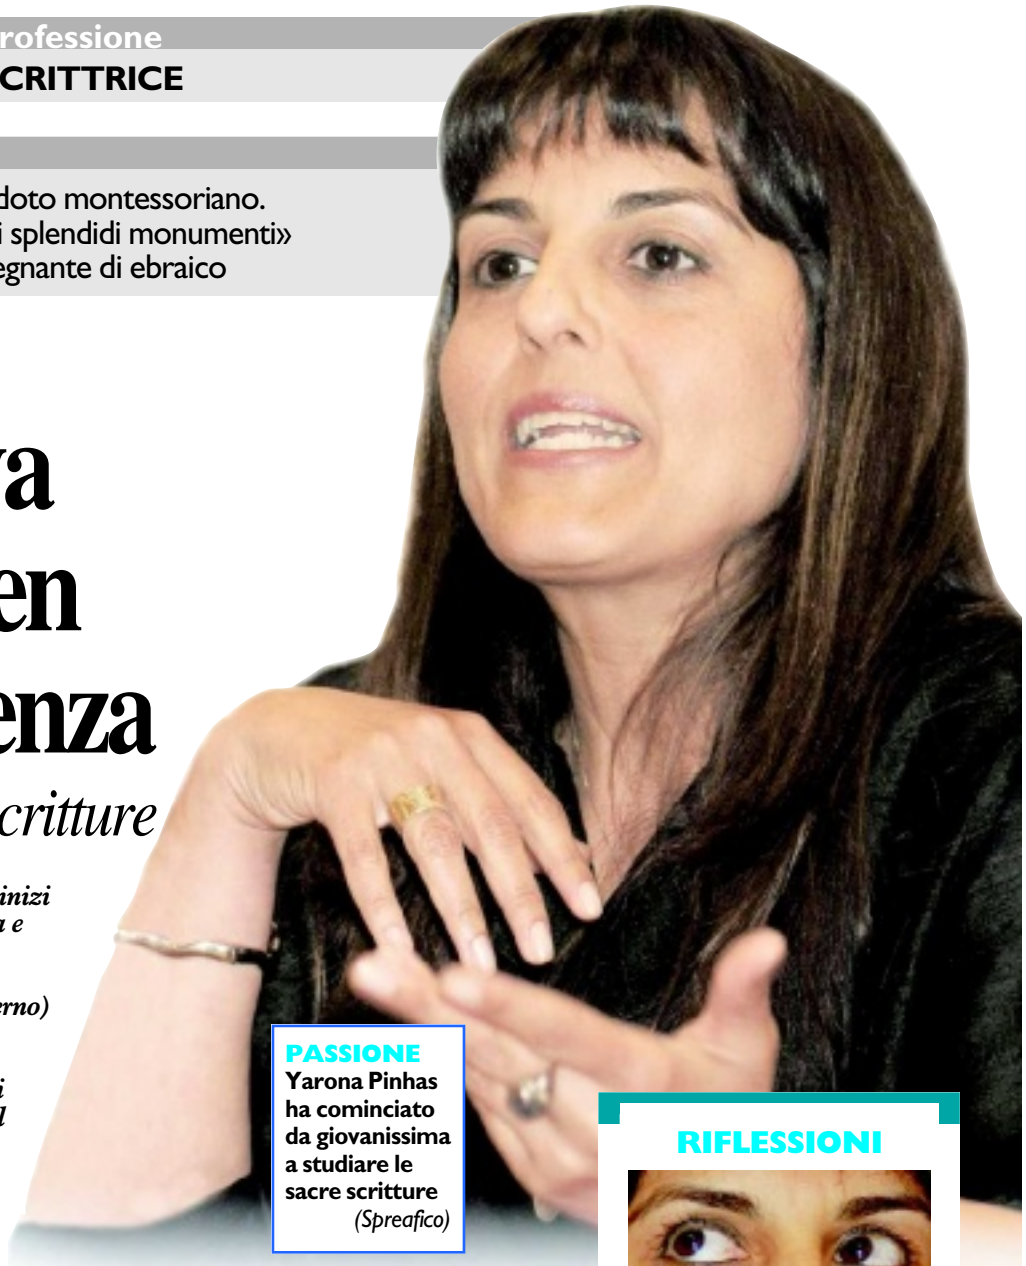 rofessione
CRITTRICE
doto montessoriano.
i splendidi monumenti»
egnante di ebraico
va
en
enza
critture
inizi
a e
erno)
i
l
PASSIONE
Yarona Pinhas
ha cominciato
da giovanissima
a studiare le
sacre scritture
(Spreafico)
RIFLESSIONI